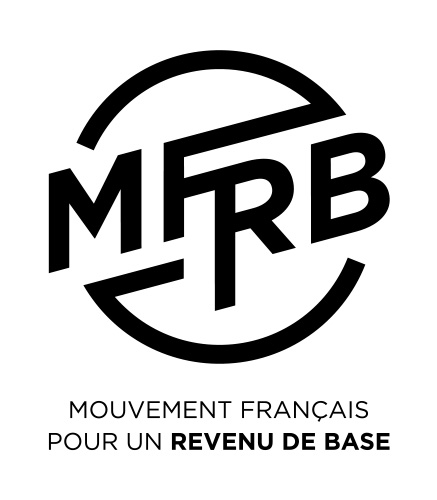 MFRB
MOUVEMENT FRANÇAIS
POUR UN REVENU DE BASE